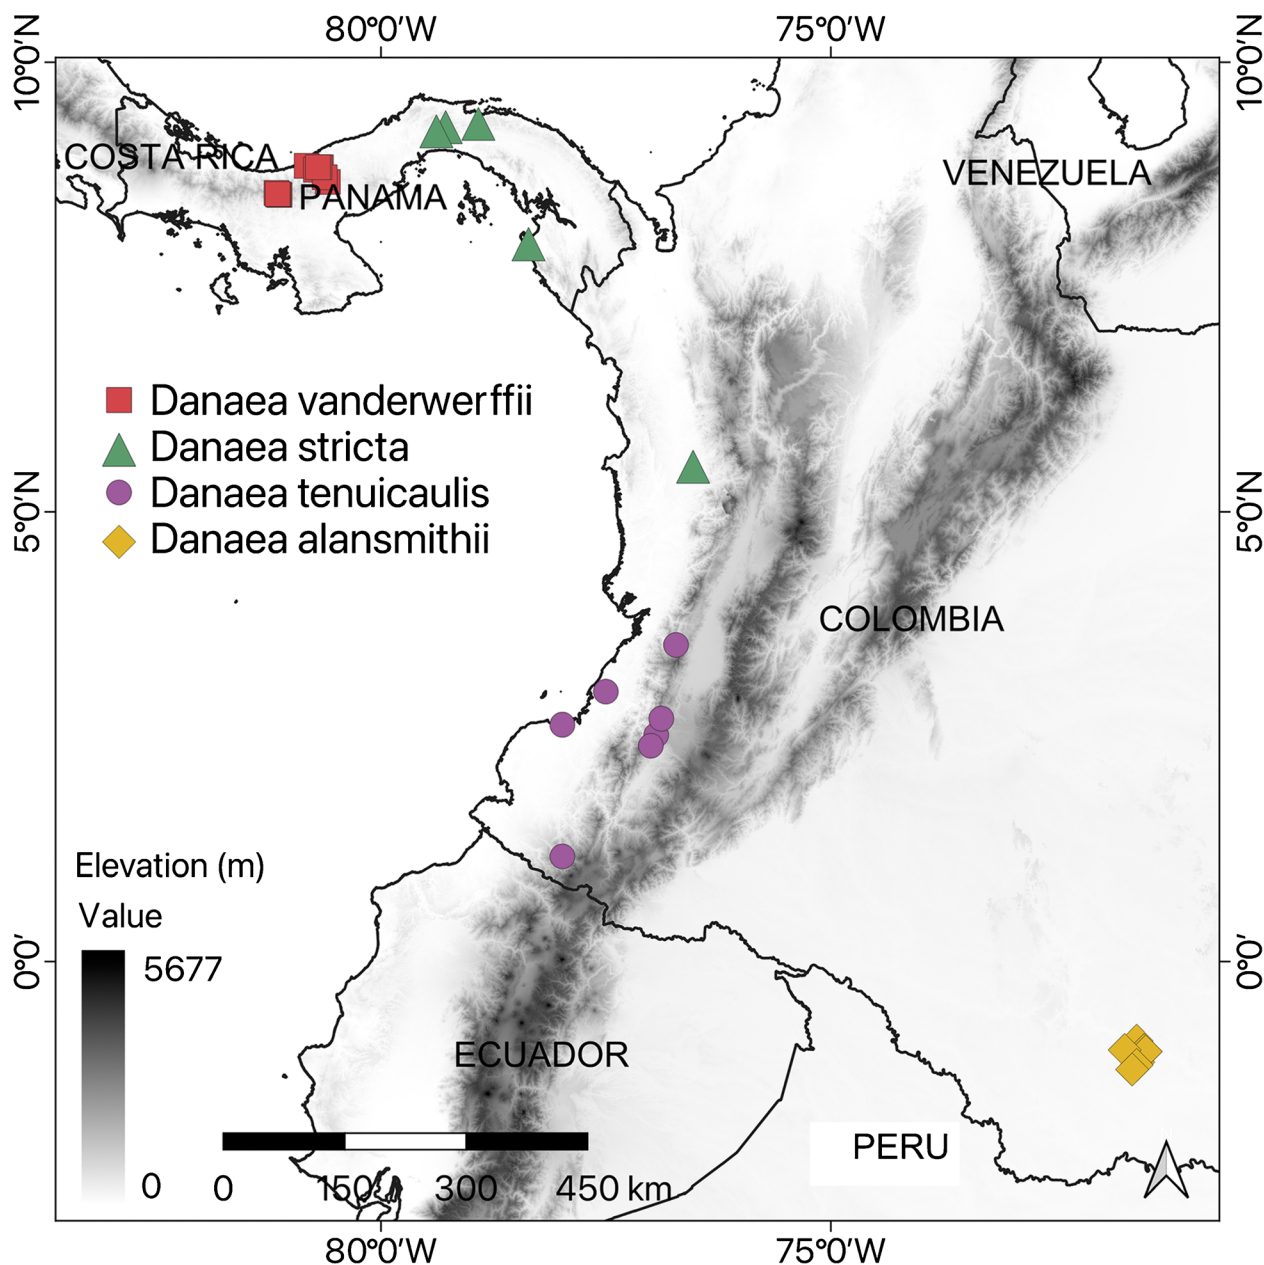 80°0'W 75°0'W
10°0'N 10°0'N
COSTA RICA
VENEZUELA
PANAMA
Danaea vanderwerffii
Danaea stricta
Danaea tenuicaulis
Danaea alansmithii
5°0'N 5°0'N
COLOMBIA
Elevation (m)
Value
5677
0
0°0' 0°0'
ECUADOR
PERU
0 150 300 450 km
80°0'W 75°0'W